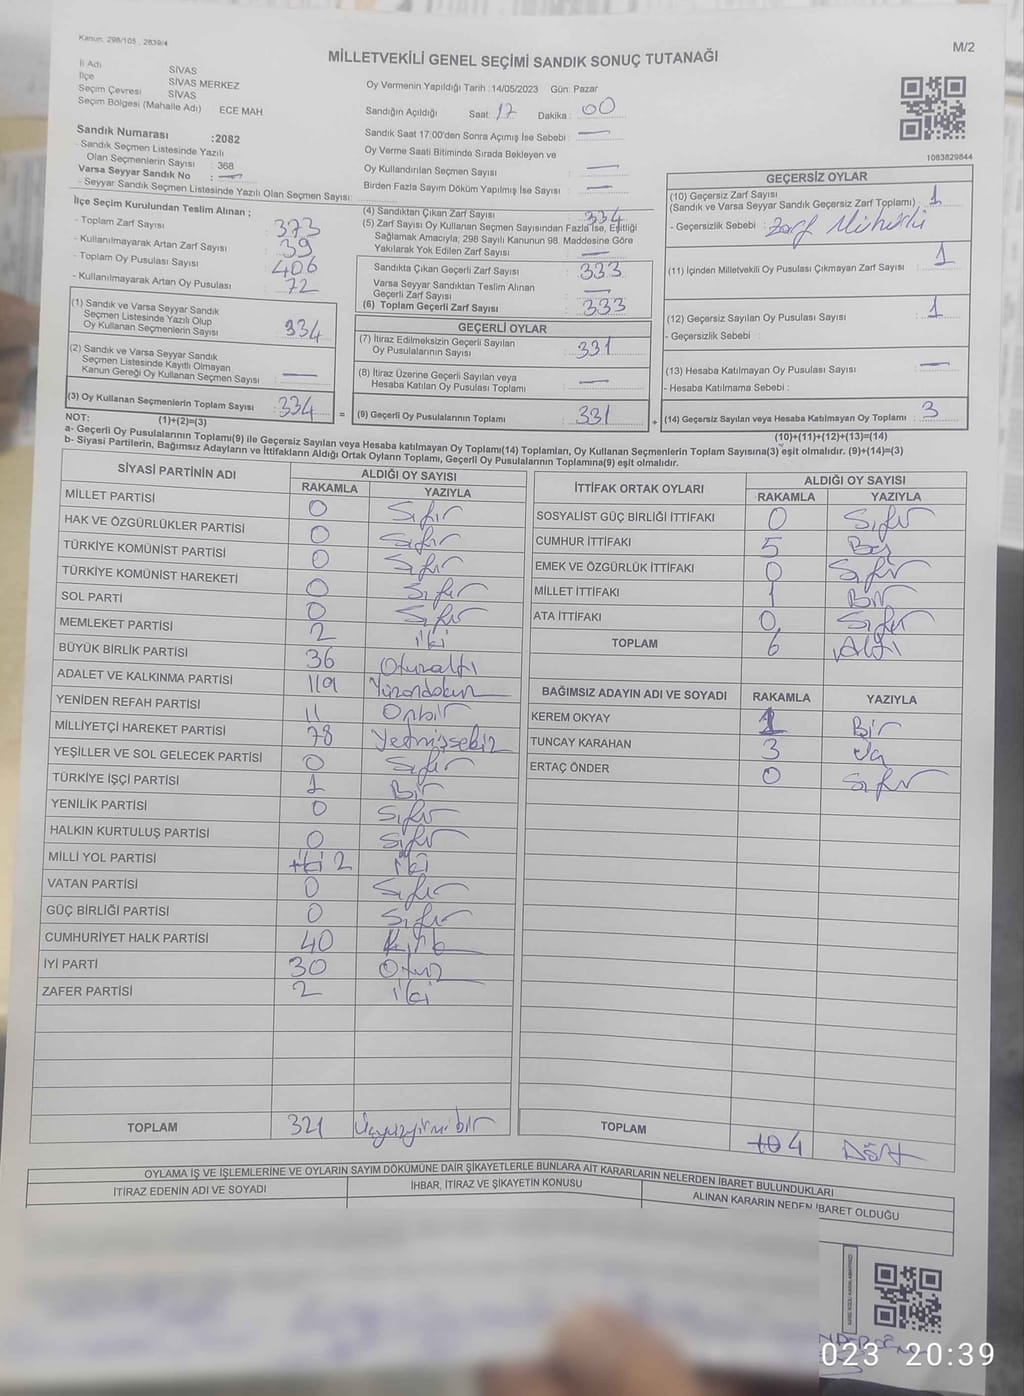 Kanun, 298/105 , 2839/4
MİLLETVEKİLİ GENEL SEÇİMİ SANDIK SONUÇ TUTANAĞI
M/2
İl Adı SİVAS
İlçe SİVAS MERKEZ
Seçim Çevresi SİVAS
Seçim Bölgesi (Mahalle Adı) ECE MAH
Oy Vermenin Yapıldığı Tarih : 14/05/2023 Gün: Pazar
Sandığın Açıldığı Saat: 17 Dakika : 00
Sandık Saat 17:00'den Sonra Açımış İse Sebebi : —
Oy Verme Saati Bitiminde Sırada Bekleyen ve
Oy Kullandırılan Seçmen Sayısı : —
Birden Fazla Sayım Döküm Yapılmış İse Sayısı : —
1083829844
Sandık Numarası :2082
- Sandık Seçmen Listesinde Yazılı
Olan Seçmenlerin Sayısı : 368
Varsa Seyyar Sandık No : —
- Seyyar Sandık Seçmen Listesinde Yazılı Olan Seçmen Sayısı:
İlçe Seçim Kurulundan Teslim Alınan ;
- Toplam Zarf Sayısı : 373
- Kullanılmayarak Artan Zarf Sayısı : 39
- Toplam Oy Pusulası Sayısı : 406
- Kullanılmayarak Artan Oy Pusulası : 72
(1) Sandık ve Varsa Seyyar Sandık
Seçmen Listesinde Yazılı Olup
Oy Kullanan Seçmenlerin Sayısı : 334
(2) Sandık ve Varsa Seyyar Sandık
Seçmen Listesinde Kayıtlı Olmayan
Kanun Gereği Oy Kullanan Seçmen Sayısı : —
(3) Oy Kullanan Seçmenlerin Toplam Sayısı : 334
(1)+(2)=(3)
(4) Sandıktan Çıkan Zarf Sayısı : 334
(5) Zarf Sayısı Oy Kullanan Seçmen Sayısından Fazla İse, Eşitliği
Sağlamak Amacıyla; 298 Sayılı Kanunun 98. Maddesine Göre
Yakılarak Yok Edilen Zarf Sayısı : —
Sandıkta Çıkan Geçerli Zarf Sayısı : 333
Varsa Seyyar Sandıktan Teslim Alınan
Geçerli Zarf Sayısı : —
(6) Toplam Geçerli Zarf Sayısı : 333
GEÇERLİ OYLAR
(7) İtiraz Edilmeksizin Geçerli Sayılan
Oy Pusulalarının Sayısı : 331
(8) İtiraz Üzerine Geçerli Sayılan veya
Hesaba Katılan Oy Pusulası Toplamı : —
= (9) Geçerli Oy Pusulalarının Toplamı : 331
GEÇERSİZ OYLAR
(10) Geçersiz Zarf Sayısı
(Sandık ve Varsa Seyyar Sandık Geçersiz Zarf Toplamı) : 1
- Geçersizlik Sebebi : Zarf Mühürlü
(11) İçinden Milletvekili Oy Pusulası Çıkmayan Zarf Sayısı : 1
(12) Geçersiz Sayılan Oy Pusulası Sayısı : 1
- Geçersizlik Sebebi :
(13) Hesaba Katılmayan Oy Pusulası Sayısı : —
- Hesaba Katılmama Sebebi :
+ (14) Geçersiz Sayılan veya Hesaba Katılmayan Oy Toplamı : 3
(10)+(11)+(12)+(13)=(14)
NOT:
a- Geçerli Oy Pusulalarının Toplamı(9) ile Geçersiz Sayılan veya Hesaba katılmayan Oy Toplamı(14) Toplamları, Oy Kullanan Seçmenlerin Toplam Sayısına(3) eşit olmalıdır. (9)+(14)=(3)
b- Siyasi Partilerin, Bağımsız Adayların ve İttifakların Aldığı Ortak Oyların Toplamı, Geçerli Oy Pusulalarının Toplamına(9) eşit olmalıdır.
SİYASİ PARTİNİN ADI ALDIĞI OY SAYISI
RAKAMLA YAZIYLA
MİLLET PARTİSİ 0 Sıfır
HAK VE ÖZGÜRLÜKLER PARTİSİ 0 Sıfır
TÜRKİYE KOMÜNİST PARTİSİ 0 Sıfır
TÜRKİYE KOMÜNİST HAREKETİ 0 Sıfır
SOL PARTİ 0 Sıfır
MEMLEKET PARTİSİ 2 iki
BÜYÜK BİRLİK PARTİSİ 36 Otuzaltı
ADALET VE KALKINMA PARTİSİ 119 Yüzondokuz
YENİDEN REFAH PARTİSİ 11 Onbir
MİLLİYETÇİ HAREKET PARTİSİ 78 Yetmişsekiz
YEŞİLLER VE SOL GELECEK PARTİSİ 0 Sıfır
TÜRKİYE İŞÇİ PARTİSİ 1 Bir
YENİLİK PARTİSİ 0 Sıfır
HALKIN KURTULUŞ PARTİSİ 0 Sıfır
MİLLİ YOL PARTİSİ 2 iki
VATAN PARTİSİ 0 Sıfır
GÜÇ BİRLİĞİ PARTİSİ 0 Sıfır
CUMHURİYET HALK PARTİSİ 40 Kırk
İYİ PARTİ 30 Otuz
ZAFER PARTİSİ 2 iki
TOPLAM 321 Üçyüzyirmibir
İTTİFAK ORTAK OYLARI ALDIĞI OY SAYISI
RAKAMLA YAZIYLA
SOSYALİST GÜÇ BİRLİĞİ İTTİFAKI 0 Sıfır
CUMHUR İTTİFAKI 5 Beş
EMEK VE ÖZGÜRLÜK İTTİFAKI 0 Sıfır
MİLLET İTTİFAKI 1 Bir
ATA İTTİFAKI 0 Sıfır
TOPLAM 6 Altı
BAĞIMSIZ ADAYIN ADI VE SOYADI RAKAMLA YAZIYLA
KEREM OKYAY 1 Bir
TUNCAY KARAHAN 3 Üç
ERTAÇ ÖNDER 0 Sıfır
TOPLAM 4 Dört
OYLAMA İŞ VE İŞLEMLERİNE VE OYLARIN SAYIM DÖKÜMÜNE DAİR ŞİKAYETLERLE BUNLARA AİT KARARLARIN NELERDEN İBARET BULUNDUKLARI
İTİRAZ EDENİN ADI VE SOYADI İHBAR, İTİRAZ VE ŞİKAYETİN KONUSU ALINAN KARARIN NEDEN İBARET OLDUĞU
023 20:39